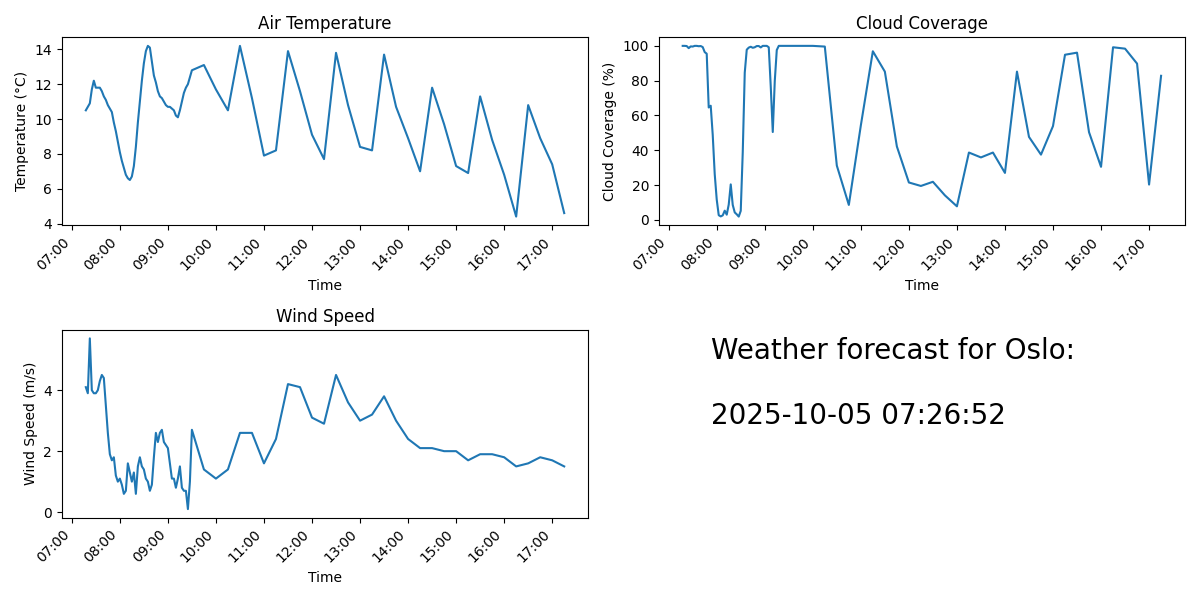 Air Temperature
Temperature (°C)
14
12
10
8
6
4
07:00 08:00 09:00 10:00 11:00 12:00 13:00 14:00 15:00 16:00 17:00
Time
Cloud Coverage
Cloud Coverage (%)
100
80
60
40
20
0
07:00 08:00 09:00 10:00 11:00 12:00 13:00 14:00 15:00 16:00 17:00
Time
Wind Speed
Wind Speed (m/s)
4
2
0
07:00 08:00 09:00 10:00 11:00 12:00 13:00 14:00 15:00 16:00 17:00
Time
Weather forecast for Oslo:
2025-10-05 07:26:52